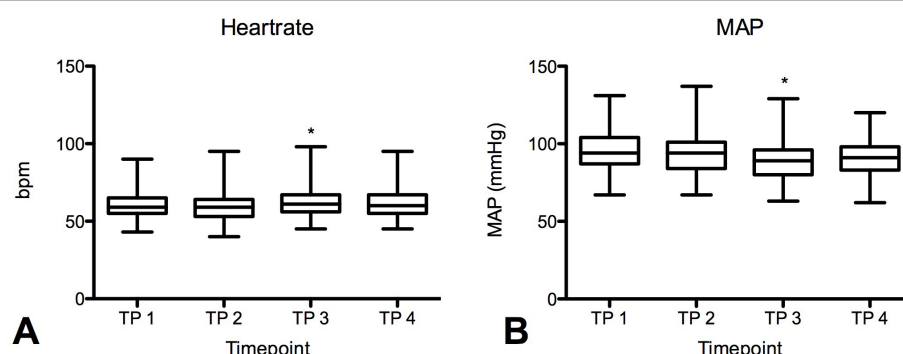 Heartrate
150
100
50
0
bpm
*
TP 1 TP 2 TP 3 TP 4
Timepoint
A
MAP
150
100
50
0
MAP (mmHg)
*
TP 1 TP 2 TP 3 TP 4
Timepoint
B